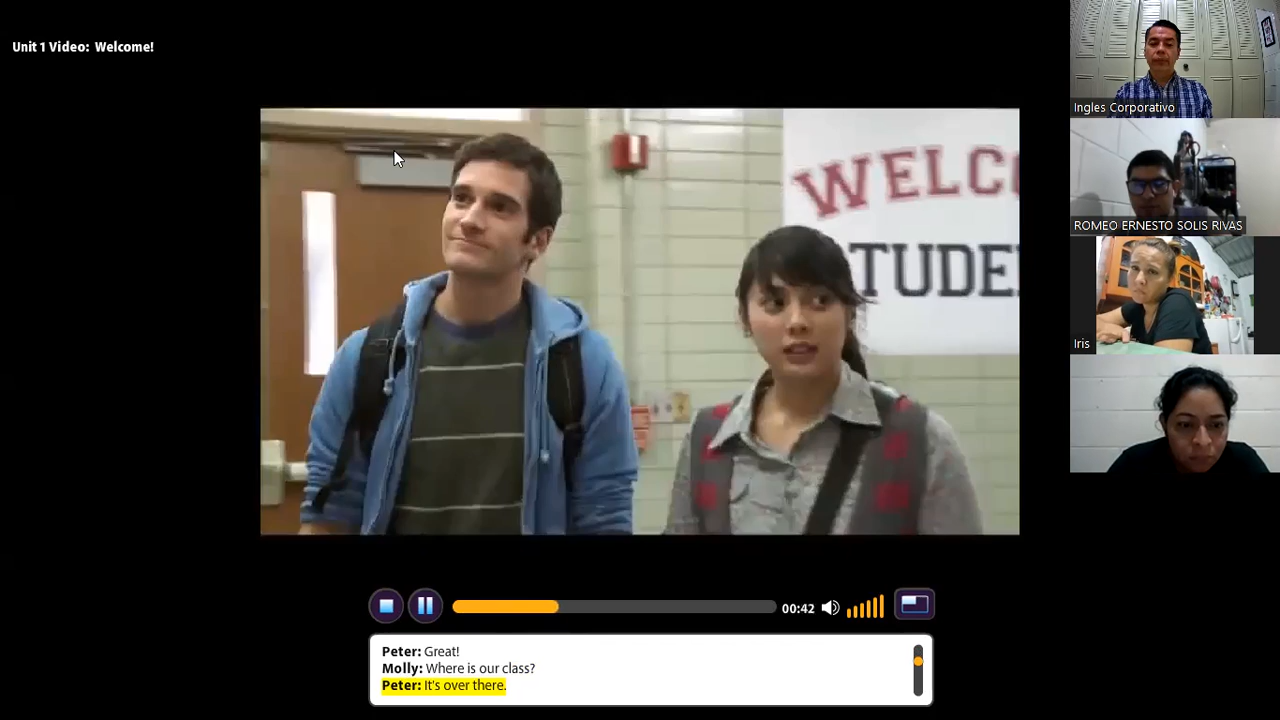 Unit 1 Video: Welcome!
WELCO
TUDE
00:42
Peter: Great!
Molly: Where is our class?
Peter: It's over there.
Ingles Corporativo
ROMEO ERNESTO SOLIS RIVAS
Iris